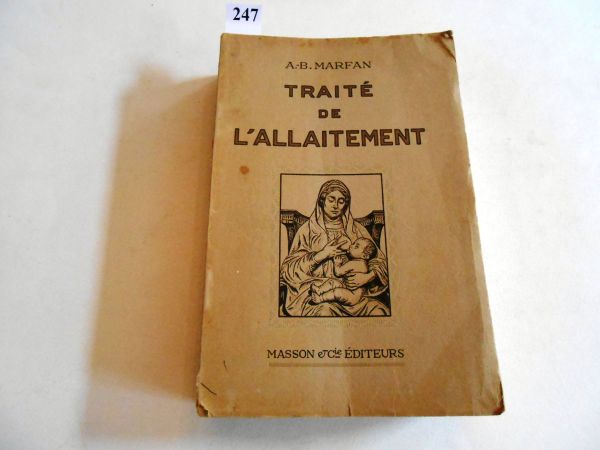 247
A.-B. MARFAN
TRAITÉ
DE
L'ALLAITEMENT
MASSON & Cie ÉDITEURS